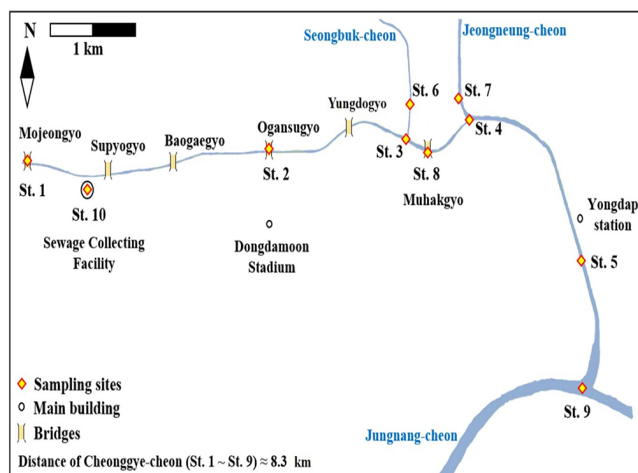 N
1 km
Seongbuk-cheon
Jeongneung-cheon
St. 6
St. 7
Yungdogyo
St. 4
Mojeongyo
Supyogyo
Baogaegyo
Ogansugyo
St. 3
St. 1
St. 2
St. 8
Muhakgyo
St. 10
Sewage Collecting
Facility
Dongdamoon
Stadium
Yongdap
station
St. 5
Sampling sites
Main building
Bridges
St. 9
Jungnang-cheon
Distance of Cheonggye-cheon (St. 1 ~ St. 9) ≈ 8.3 km